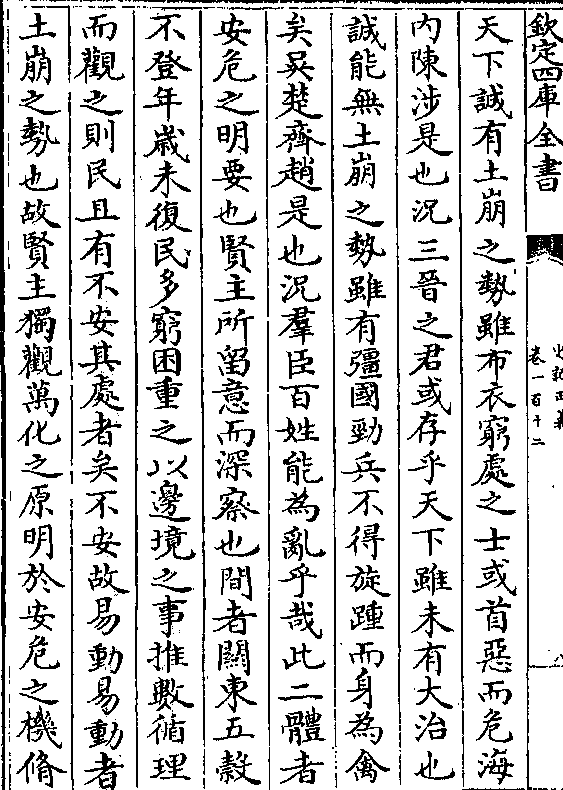 欽定四庫全書
史記正義
卷一百十二
天下誠有土崩之勢雖布衣窮處之士或首惡而危海
内陳涉是也況三晉之君或存乎天下雖未有大治也
誠能無土崩之勢雖有彊國勁兵不得旋踵而身為禽
矣吳楚齊趙是也況羣臣百姓能為亂乎哉此二體者
安危之明要也賢主所留意而深察也間者關東五穀
不登年歲未復民多窮困重之以邊境之事推數循理
而觀之則民且有不安其處者矣不安故易動易動者
土崩之勢也故賢主獨觀萬化之原明於安危之機脩